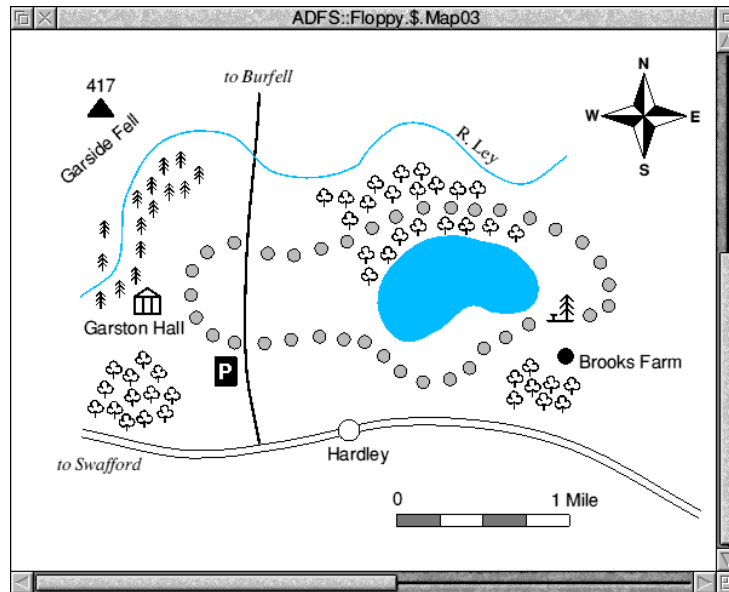 ADFS::Floppy.$.Map03
to Burfell
417
Garside Fell
N
W
E
S
R. Ley
Garston Hall
P
Brooks Farm
to Swafford
Hardley
0
1 Mile